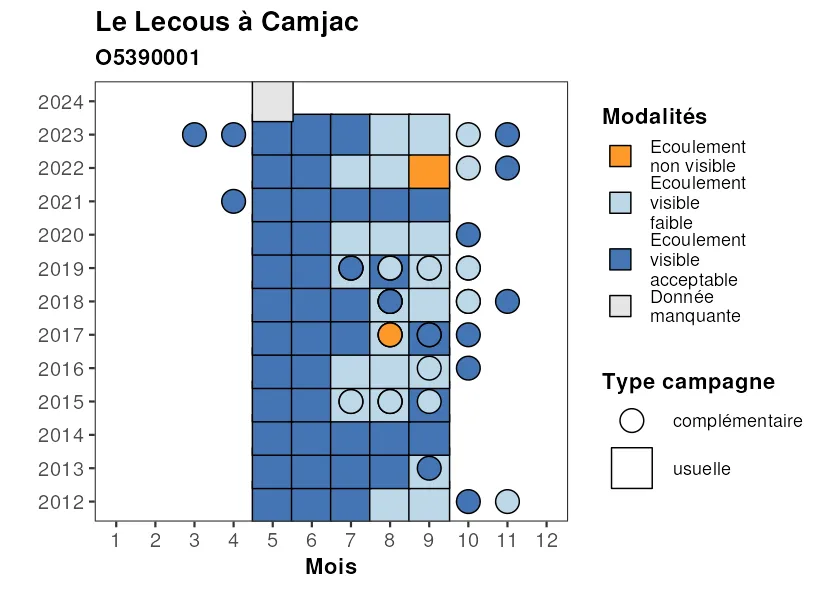 Le Lecous à Camjac
O5390001
2024
2023
2022
2021
2020
2019
2018
2017
2016
2015
2014
2013
2012
1 2 3 4 5 6 7 8 9 10 11 12
Mois
Modalités
Ecoulement
non visible
Ecoulement
visible
faible
Ecoulement
visible
acceptable
Donnée
manquante
Type campagne
complémentaire
usuelle